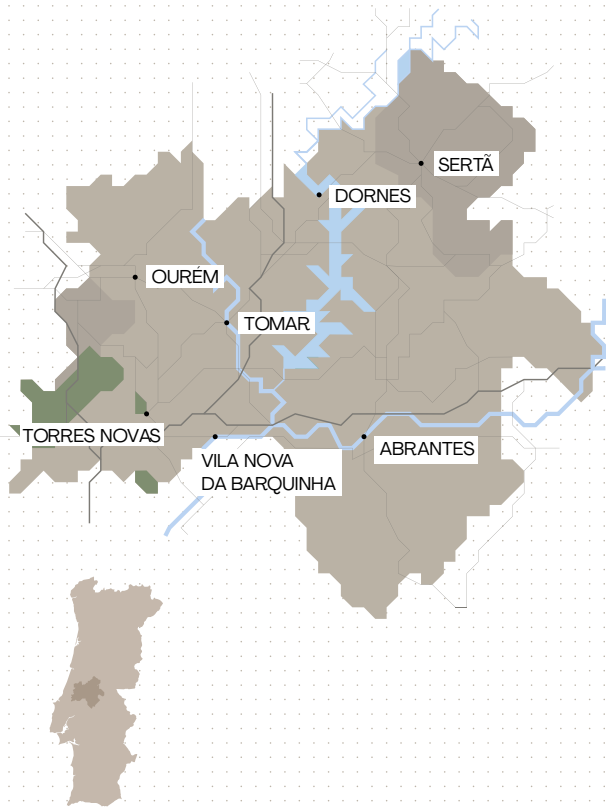 SERTÃ
DORNES
OURÉM
TOMAR
TORRES NOVAS
ABRANTES
VILA NOVA
DA BARQUINHA